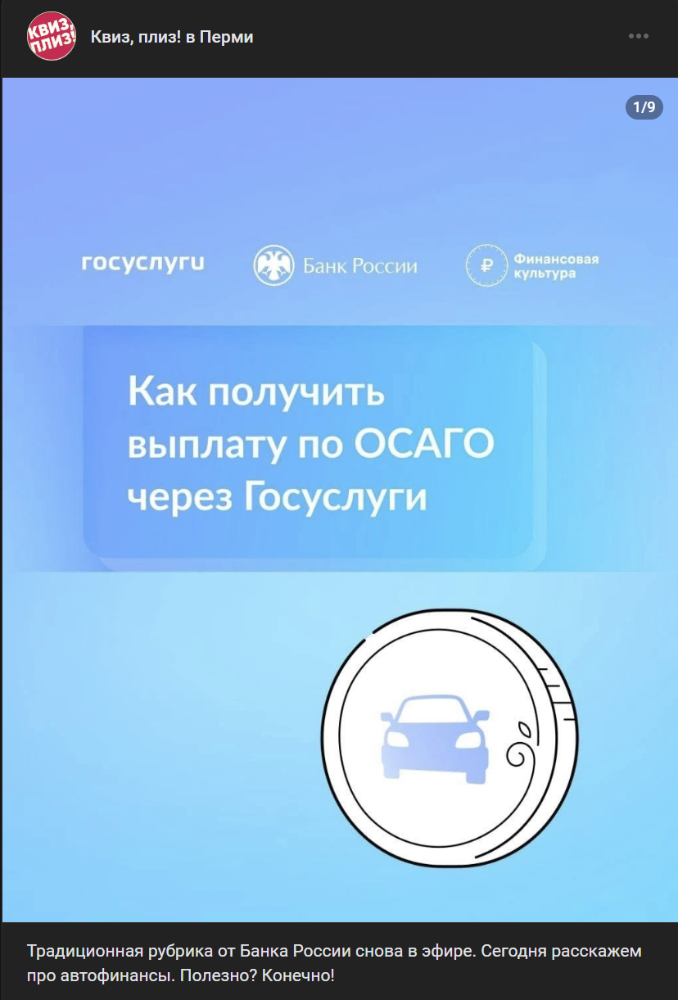 КВИЗ,
ПЛИЗ!
Квиз, плиз! в Перми
1/9
госуслуги
Банк России
₽
Финансовая
культура
Как получить
выплату по ОСАГО
через Госуслуги
Традиционная рубрика от Банка России снова в эфире. Сегодня расскажем
про автофинансы. Полезно? Конечно!